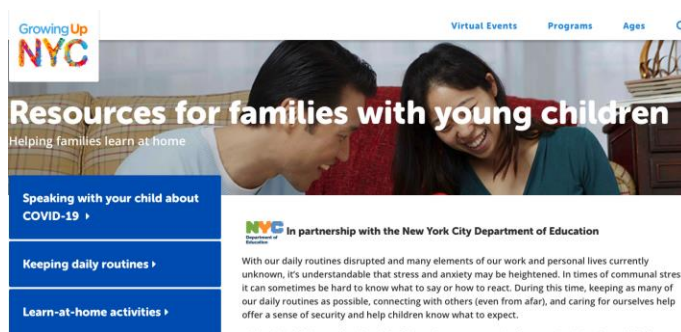 Growing Up
NYC
Virtual Events Programs Ages
Resources for families with young children
Helping families learn at home
Speaking with your child about
COVID-19
Keeping daily routines
Learn-at-home activities
NYC
Department of
Education
In partnership with the New York City Department of Education
With our daily routines disrupted and many elements of our work and personal lives currently
unknown, it's understandable that stress and anxiety may be heightened. In times of communal stres
it can sometimes be hard to know what to say or how to react. During this time, keeping as many of
our daily routines as possible, connecting with others (even from afar), and caring for ourselves help
offer a sense of security and help children know what to expect.